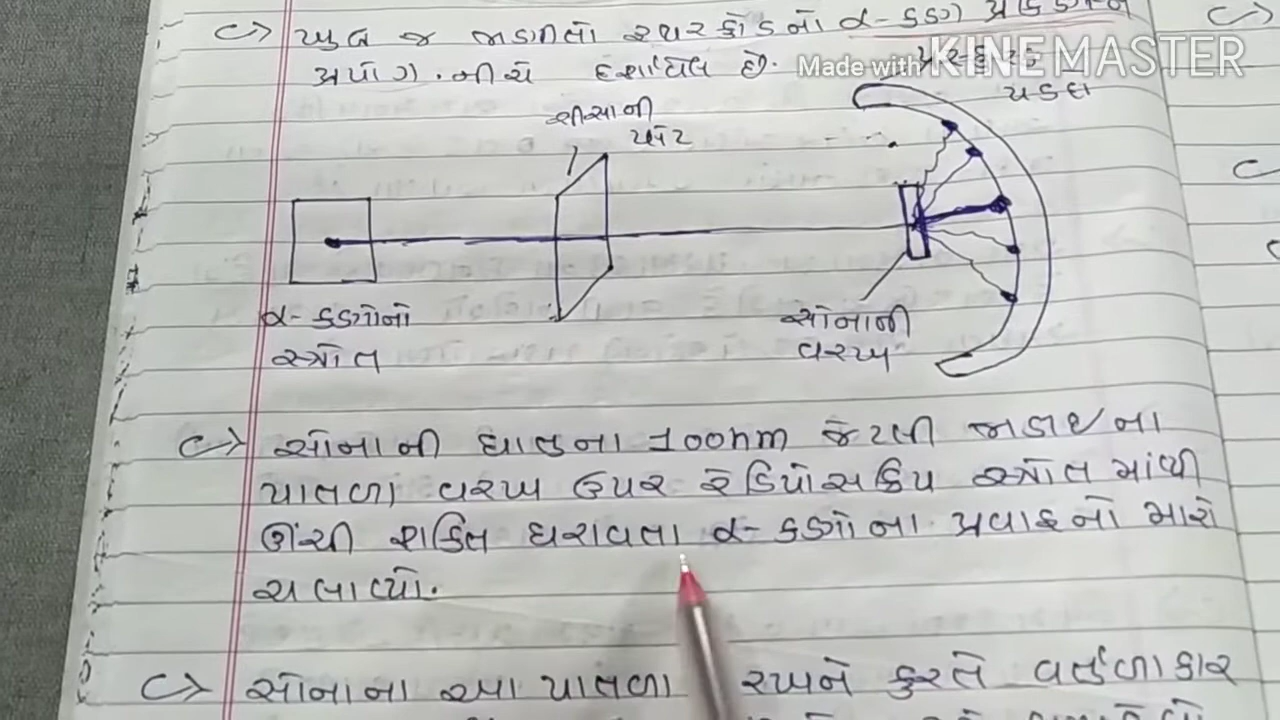 ખુબ જ જાણીતો રધરફોર્ડનો α-કણ પ્રકિર્ણન
પ્રયોગ નીચે દર્શાવેલ છે.
Made with KINEMASTER
પડદો
સીસાની
પ્લેટ
α-કણોનો
સ્ત્રોત
સોનાની
વરખ
સોનાની ધાતુના 100nm જેટલી જાડાઈના
પાતળા વરખ ઉપર રેડિયોસક્રિય સ્ત્રોત માંથી
ઊંચી શક્તિ ધરાવતા α-કણોના પ્રવાહનો મારો
ચલાવ્યો.
સોનાના આ પાતળા રખને ફરતે વર્તુળાકાર